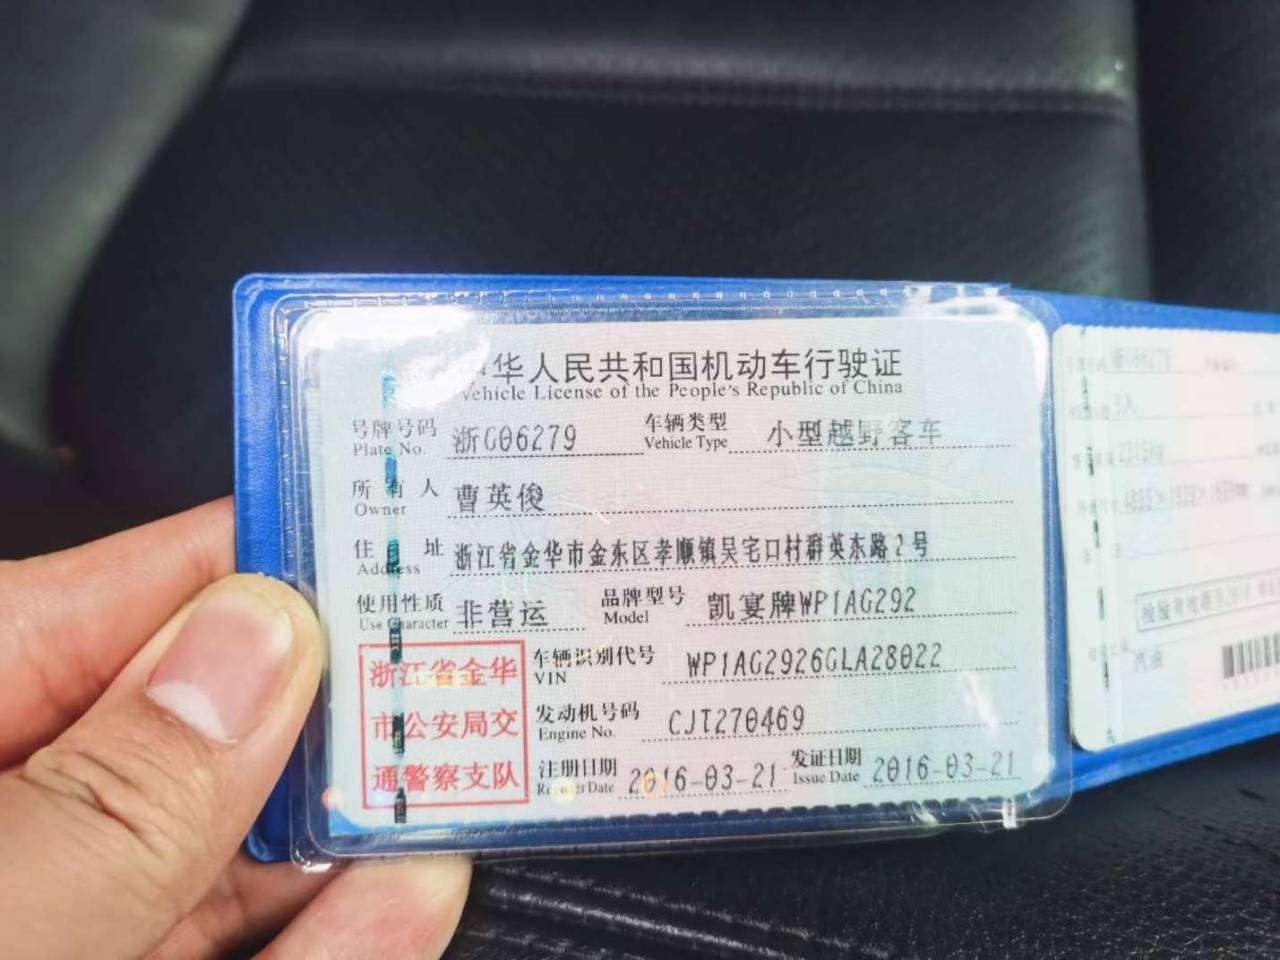 中华人民共和国机动车行驶证
Vehicle License of the People's Republic of China
号牌号码 浙G06279 车辆类型 小型越野客车
Plate No. Vehicle Type
所有人 曹英俊
Owner
住址 浙江省金华市金东区孝顺镇吴宅口村群英东路2号
Address
使用性质 非营运 品牌型号 凯宴牌WP1AG292
Use Character Model
浙江省金华 车辆识别代号 WP1AG2926GLA28022
VIN
市公安局交 发动机号码 CJT270469
Engine No.
通警察支队 注册日期 2016-03-21 发证日期 2016-03-21
Register Date Issue Date
5人
汽油